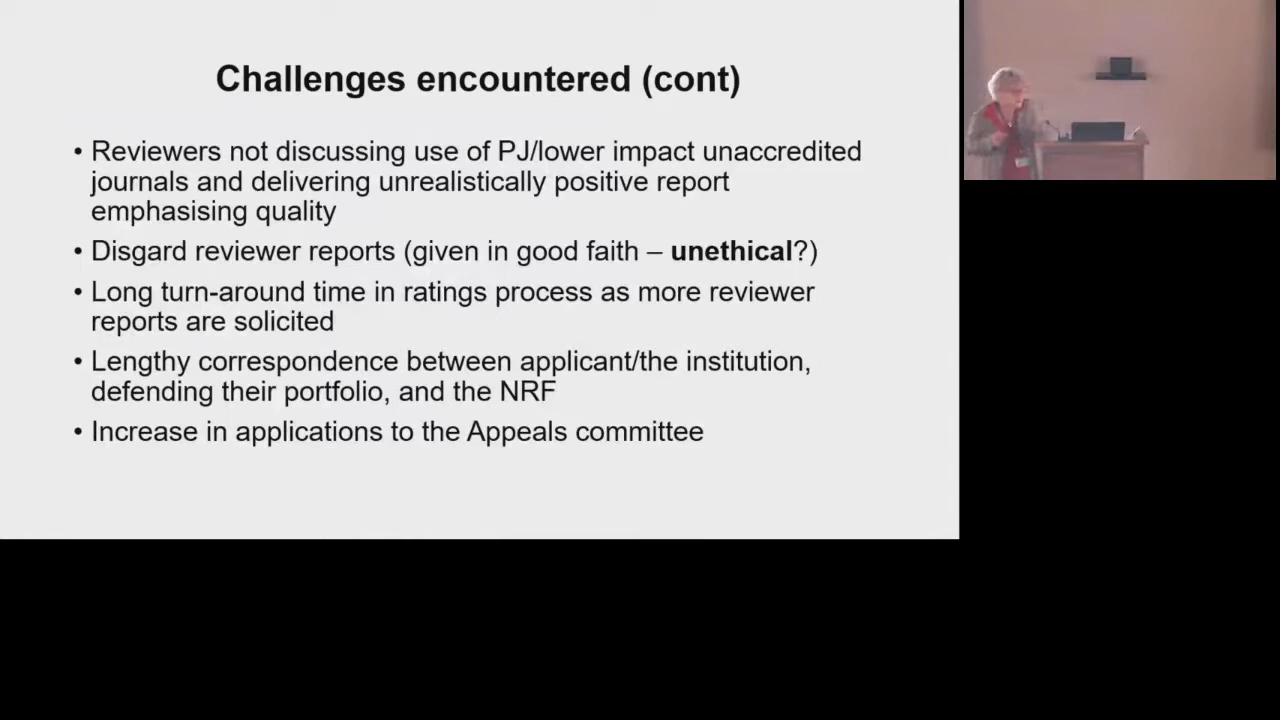 Challenges encountered (cont)
• Reviewers not discussing use of PJ/lower impact unaccredited
journals and delivering unrealistically positive report
emphasising quality
• Disgard reviewer reports (given in good faith – unethical?)
• Long turn-around time in ratings process as more reviewer
reports are solicited
• Lengthy correspondence between applicant/the institution,
defending their portfolio, and the NRF
• Increase in applications to the Appeals committee